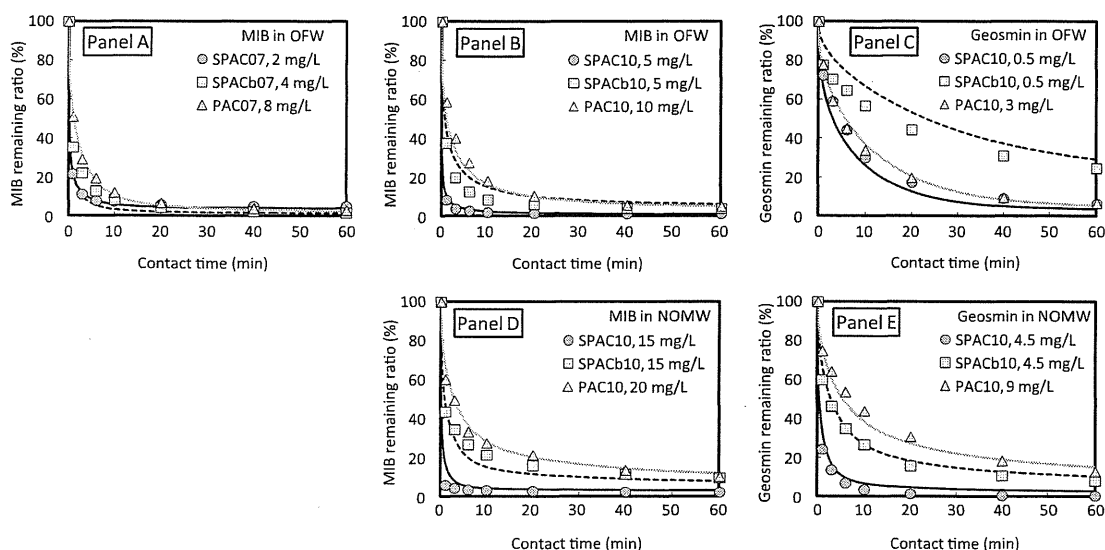 Panel A
MIB in OFW
SPAC07, 2 mg/L
SPACb07, 4 mg/L
PAC07, 8 mg/L
MIB remaining ratio (%)
100
80
60
40
20
0
0 10 20 30 40 50 60
Contact time (min)
Panel B
MIB in OFW
SPAC10, 5 mg/L
SPACb10, 5 mg/L
PAC10, 10 mg/L
MIB remaining ratio (%)
100
80
60
40
20
0
0 10 20 30 40 50 60
Contact time (min)
Panel C
Geosmin in OFW
SPAC10, 0.5 mg/L
SPACb10, 0.5 mg/L
PAC10, 3 mg/L
Geosmin remaining ratio (%)
100
80
60
40
20
0
0 10 20 30 40 50 60
Contact time (min)
Panel D
MIB in NOMW
SPAC10, 15 mg/L
SPACb10, 15 mg/L
PAC10, 20 mg/L
MIB remaining ratio (%)
100
80
60
40
20
0
0 10 20 30 40 50 60
Contact time (min)
Panel E
Geosmin in NOMW
SPAC10, 4.5 mg/L
SPACb10, 4.5 mg/L
PAC10, 9 mg/L
Geosmin remaining ratio (%)
100
80
60
40
20
0
0 10 20 30 40 50 60
Contact time (min)